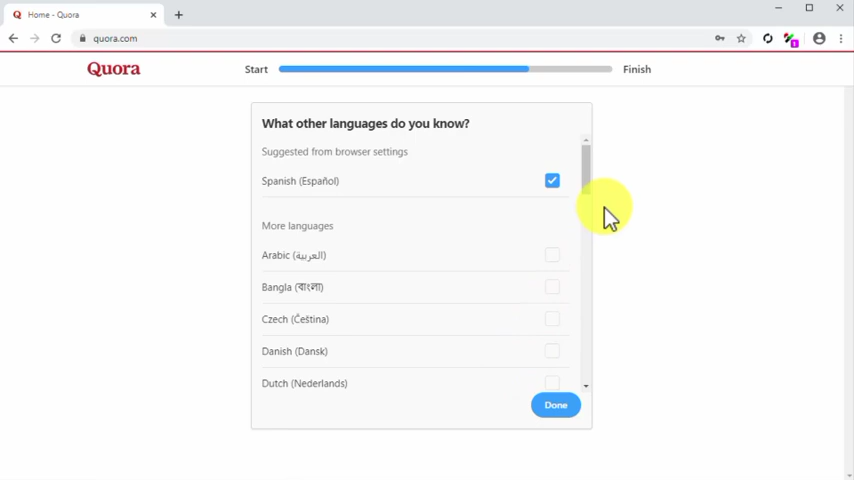 Home - Quora
quora.com
Quora
Start
Finish
What other languages do you know?
Suggested from browser settings
Spanish (Español)
More languages
Arabic (العربية)
Bangla (বাংলা)
Czech (Čeština)
Danish (Dansk)
Dutch (Nederlands)
Done